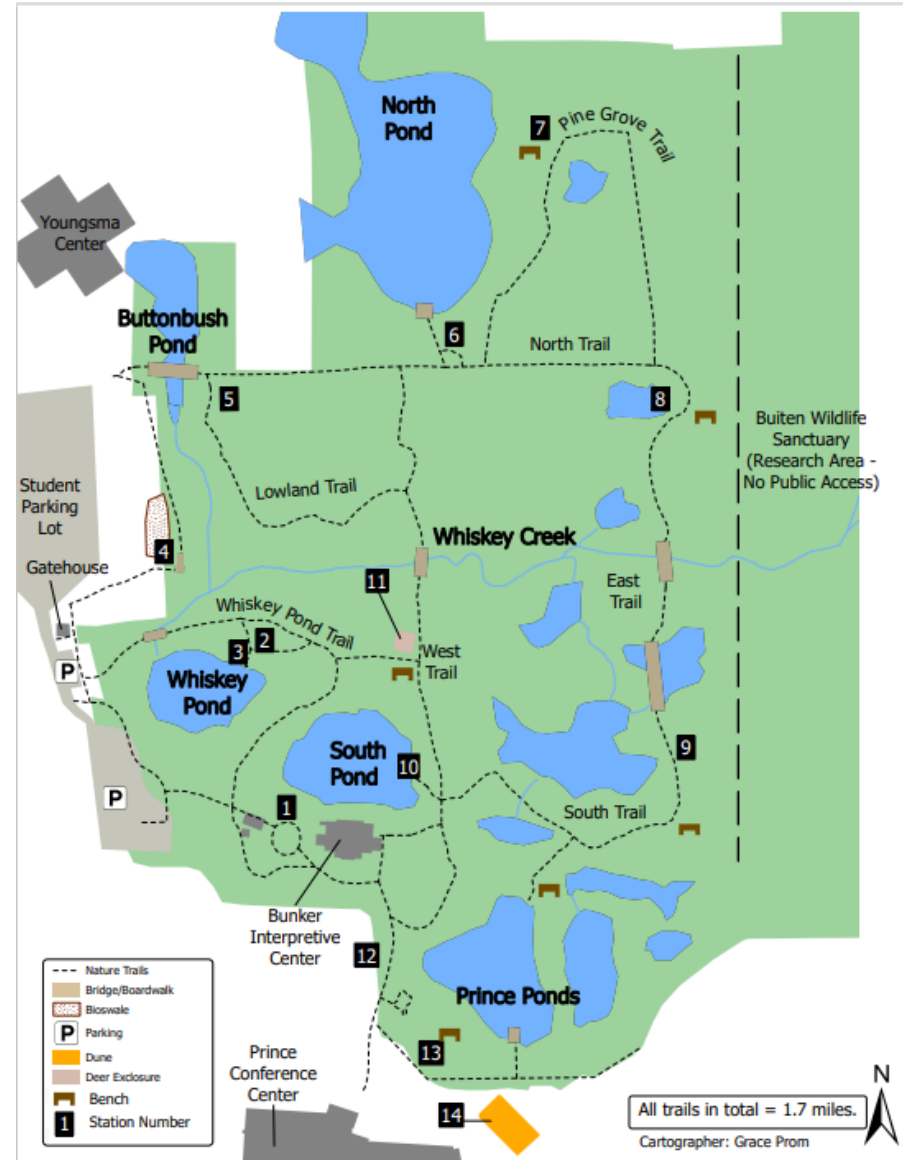 North
Pond
7
Pine Grove Trail
Youngsma
Center
Buttonbush
Pond
6
North Trail
5
8
Buiten Wildlife
Sanctuary
(Research Area -
No Public Access)
Student
Parking
Lot
Lowland Trail
Whiskey Creek
4
Gatehouse
11
East
Trail
Whiskey Pond Trail
2
3
West
Trail
P
Whiskey
Pond
9
South
Pond
10
P
1
South Trail
Bunker
Interpretive
Center
12
Prince Ponds
Nature Trails
Bridge/Boardwalk
Bioswale
P Parking
Dune
Deer Exclosure
Bench
1 Station Number
13
Prince
Conference
Center
14
N
All trails in total = 1.7 miles.
Cartographer: Grace Prom